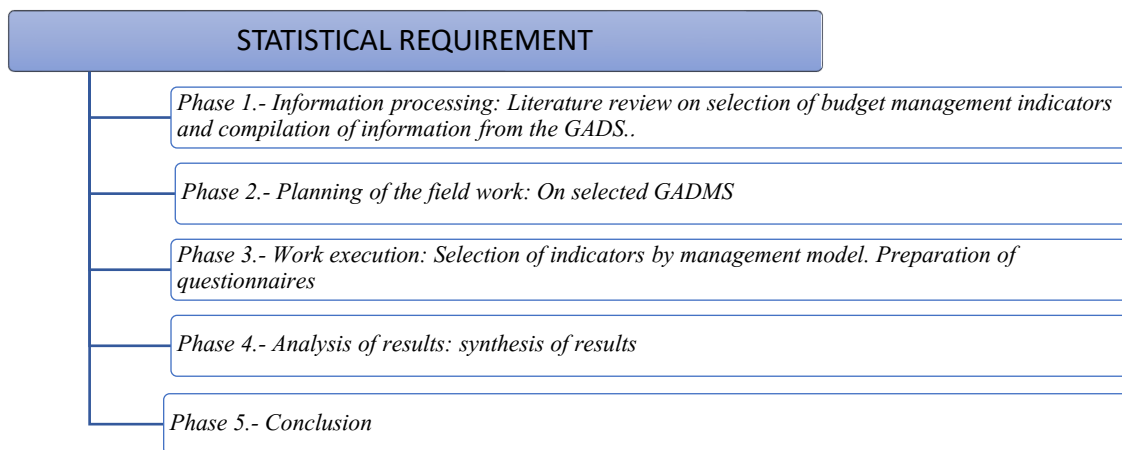 STATISTICAL REQUIREMENT
Phase 1.- Information processing: Literature review on selection of budget management indicators
and compilation of information from the GADS..
Phase 2.- Planning of the field work: On selected GADMS
Phase 3.- Work execution: Selection of indicators by management model. Preparation of
questionnaires
Phase 4.- Analysis of results: synthesis of results
Phase 5.- Conclusion